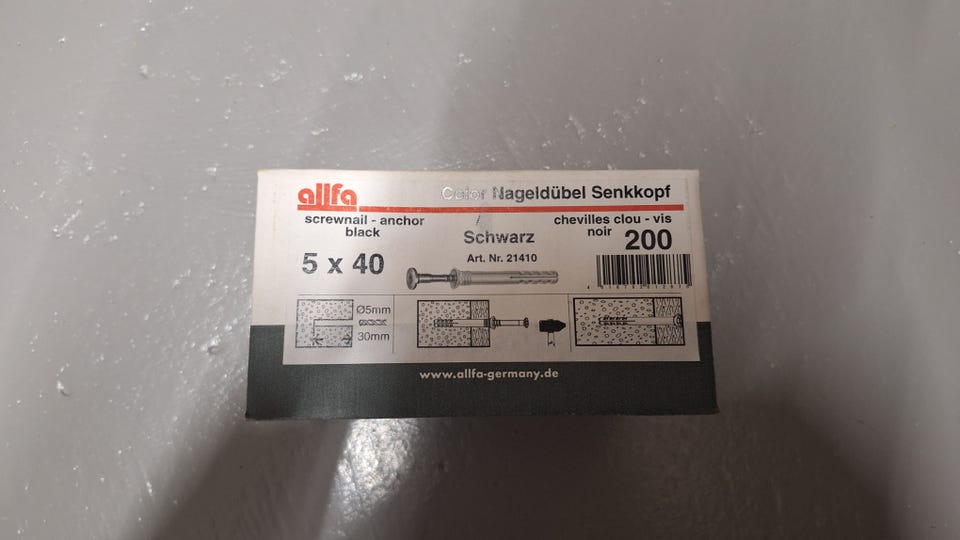 allfa
Color Nageldübel Senkkopf
screwnail - anchor
black
chevilles clou - vis
noir
200
Schwarz
Art. Nr. 21410
5 x 40
Ø5mm
30mm
www.allfa-germany.de